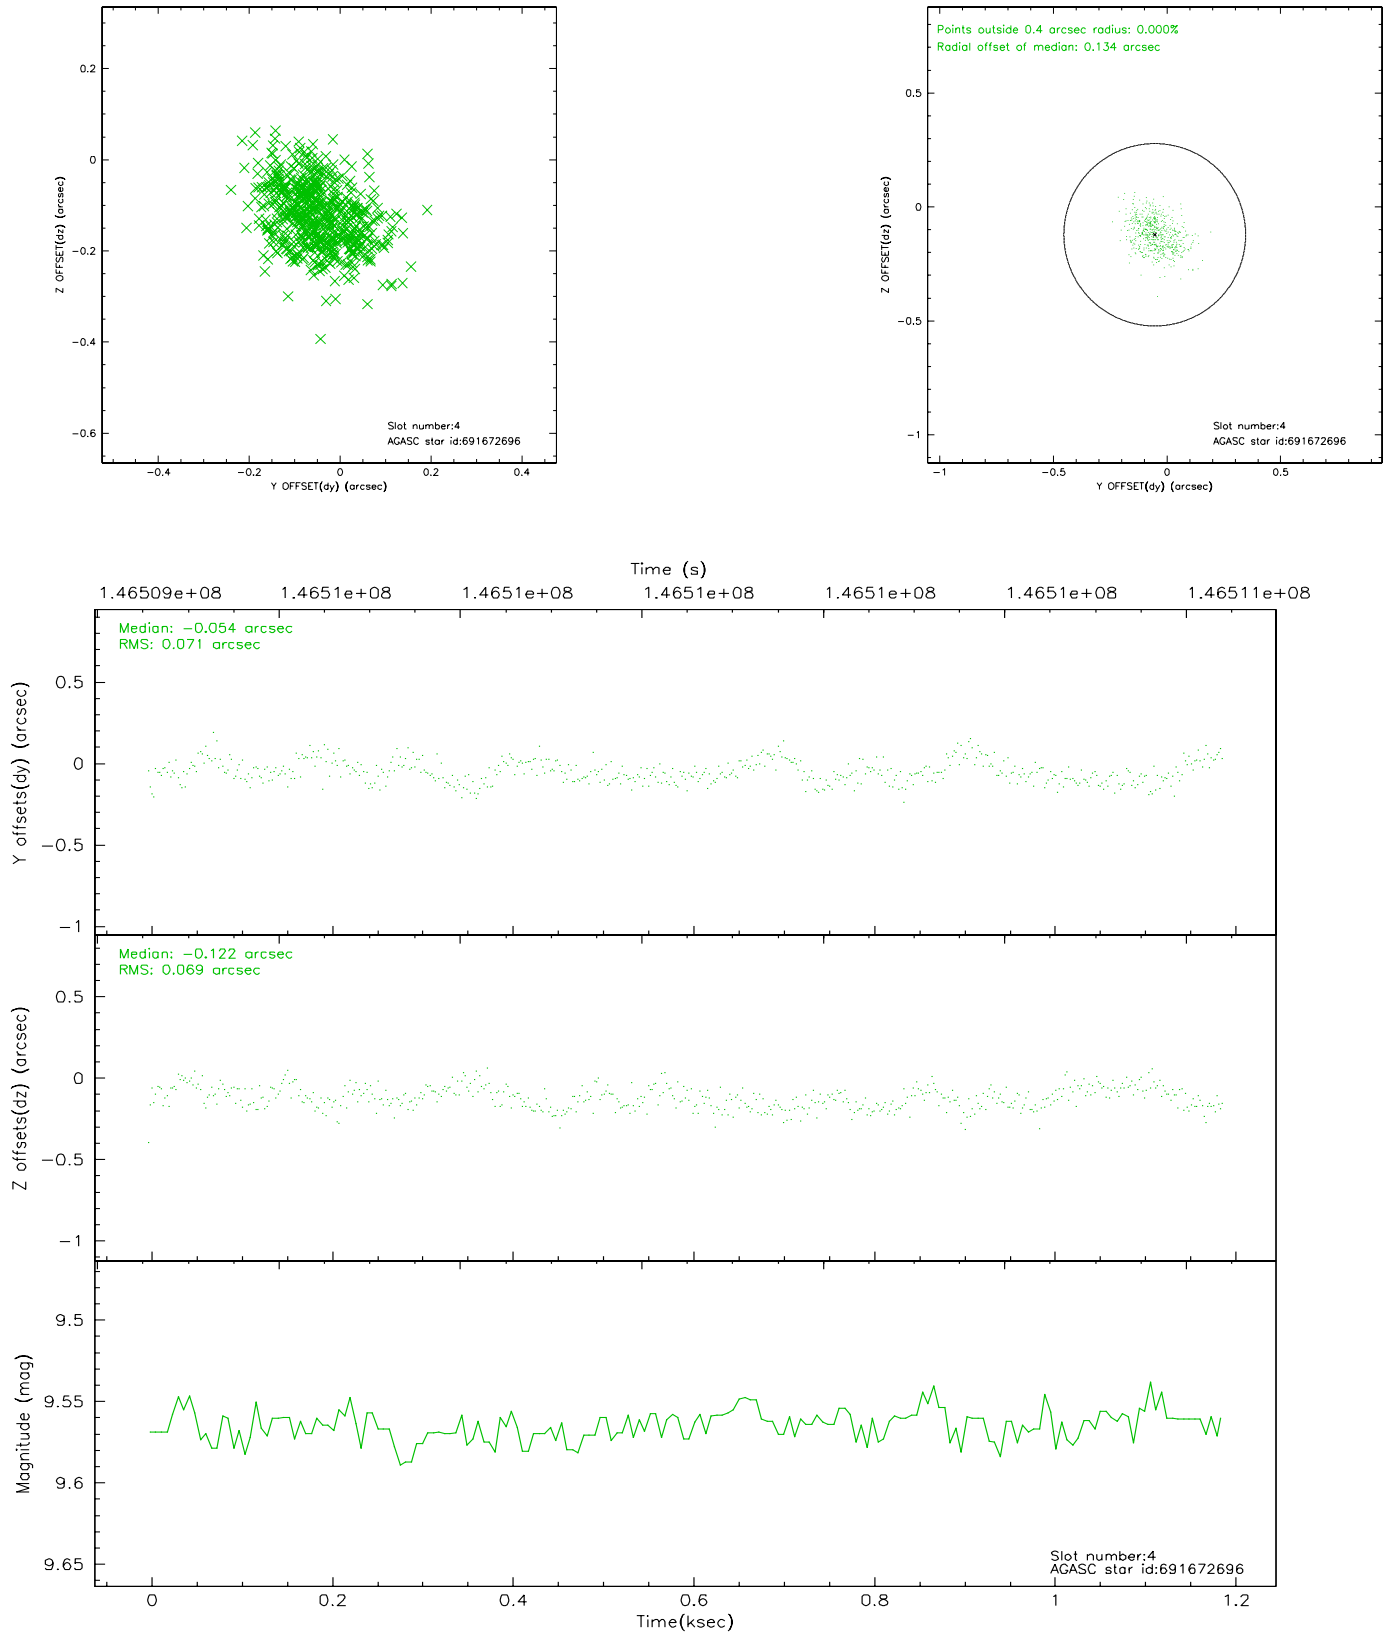 0.2
0
-0.2
-0.4
-0.6
Z OFFSET(dz) (arcsec)
Slot number:4
AGASC star id:691672696
-0.4 -0.2 0 0.2 0.4
Y OFFSET(dy) (arcsec)
Points outside 0.4 arcsec radius: 0.000%
Radial offset of median: 0.134 arcsec
0.5
0
-0.5
-1
Z OFFSET(dz) (arcsec)
Slot number:4
AGASC star id:691672696
-1 -0.5 0 0.5
Y OFFSET(dy) (arcsec)
Time (s)
1.46509e+08 1.4651e+08 1.4651e+08 1.4651e+08 1.4651e+08 1.4651e+08 1.46511e+08
Median: -0.054 arcsec
RMS: 0.071 arcsec
0.5
0
-0.5
-1
Y offsets(dy) (arcsec)
Median: -0.122 arcsec
RMS: 0.069 arcsec
0.5
0
-0.5
-1
Z offsets(dz) (arcsec)
9.5
9.55
9.6
9.65
Magnitude (mag)
Slot number:4
AGASC star id:691672696
0 0.2 0.4 0.6 0.8 1 1.2
Time(ksec)